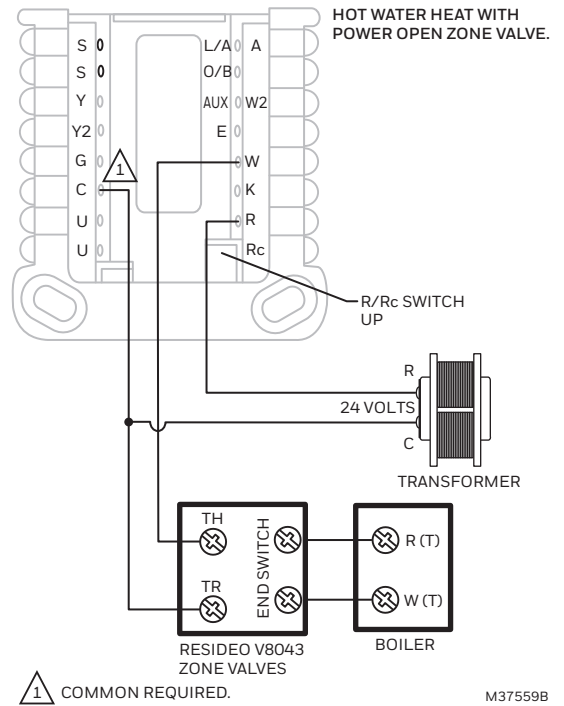 HOT WATER HEAT WITH
POWER OPEN ZONE VALVE.
S
S
Y
Y2
G
C
U
U
1
L/A A
O/B
AUX W2
E
W
K
R
Rc
R/Rc SWITCH
UP
R
24 VOLTS
C
TRANSFORMER
TH
TR
END SWITCH
R (T)
W (T)
RESIDEO V8043
ZONE VALVES
BOILER
1 COMMON REQUIRED.
M37559B